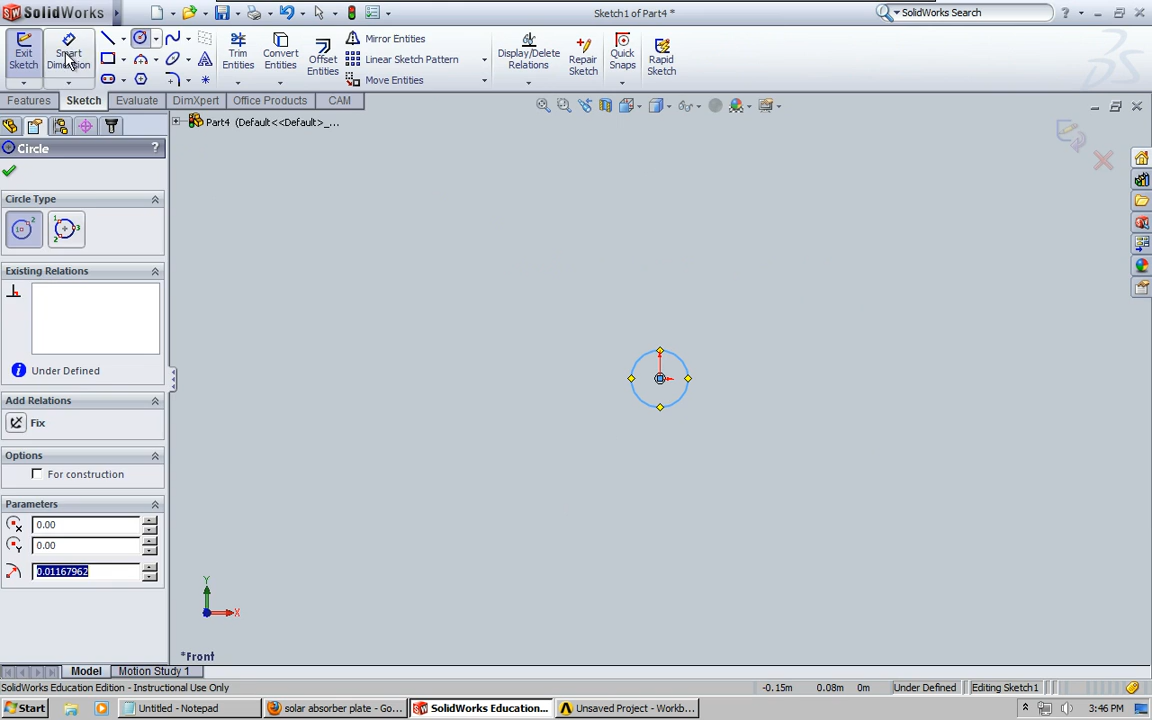 SolidWorks
Sketch1 of Part4 *
SolidWorks Search
Exit Sketch
Smart Dimension
Trim Entities
Convert Entities
Offset Entities
Mirror Entities
Linear Sketch Pattern
Move Entities
Display/Delete Relations
Repair Sketch
Quick Snaps
Rapid Sketch
Features
Sketch
Evaluate
DimXpert
Office Products
CAM
Part4 (Default<<Default>_...
Circle
?
Circle Type
Existing Relations
Under Defined
Add Relations
Fix
Options
For construction
Parameters
0.00
0.00
0.01167962
Y
X
*Front
Model
Motion Study 1
SolidWorks Education Edition - Instructional Use Only
-0.15m
0.08m
0m
Under Defined
Editing Sketch1
Start
Untitled - Notepad
solar absorber plate - Go...
SolidWorks Education...
Unsaved Project - Workb...
3:46 PM